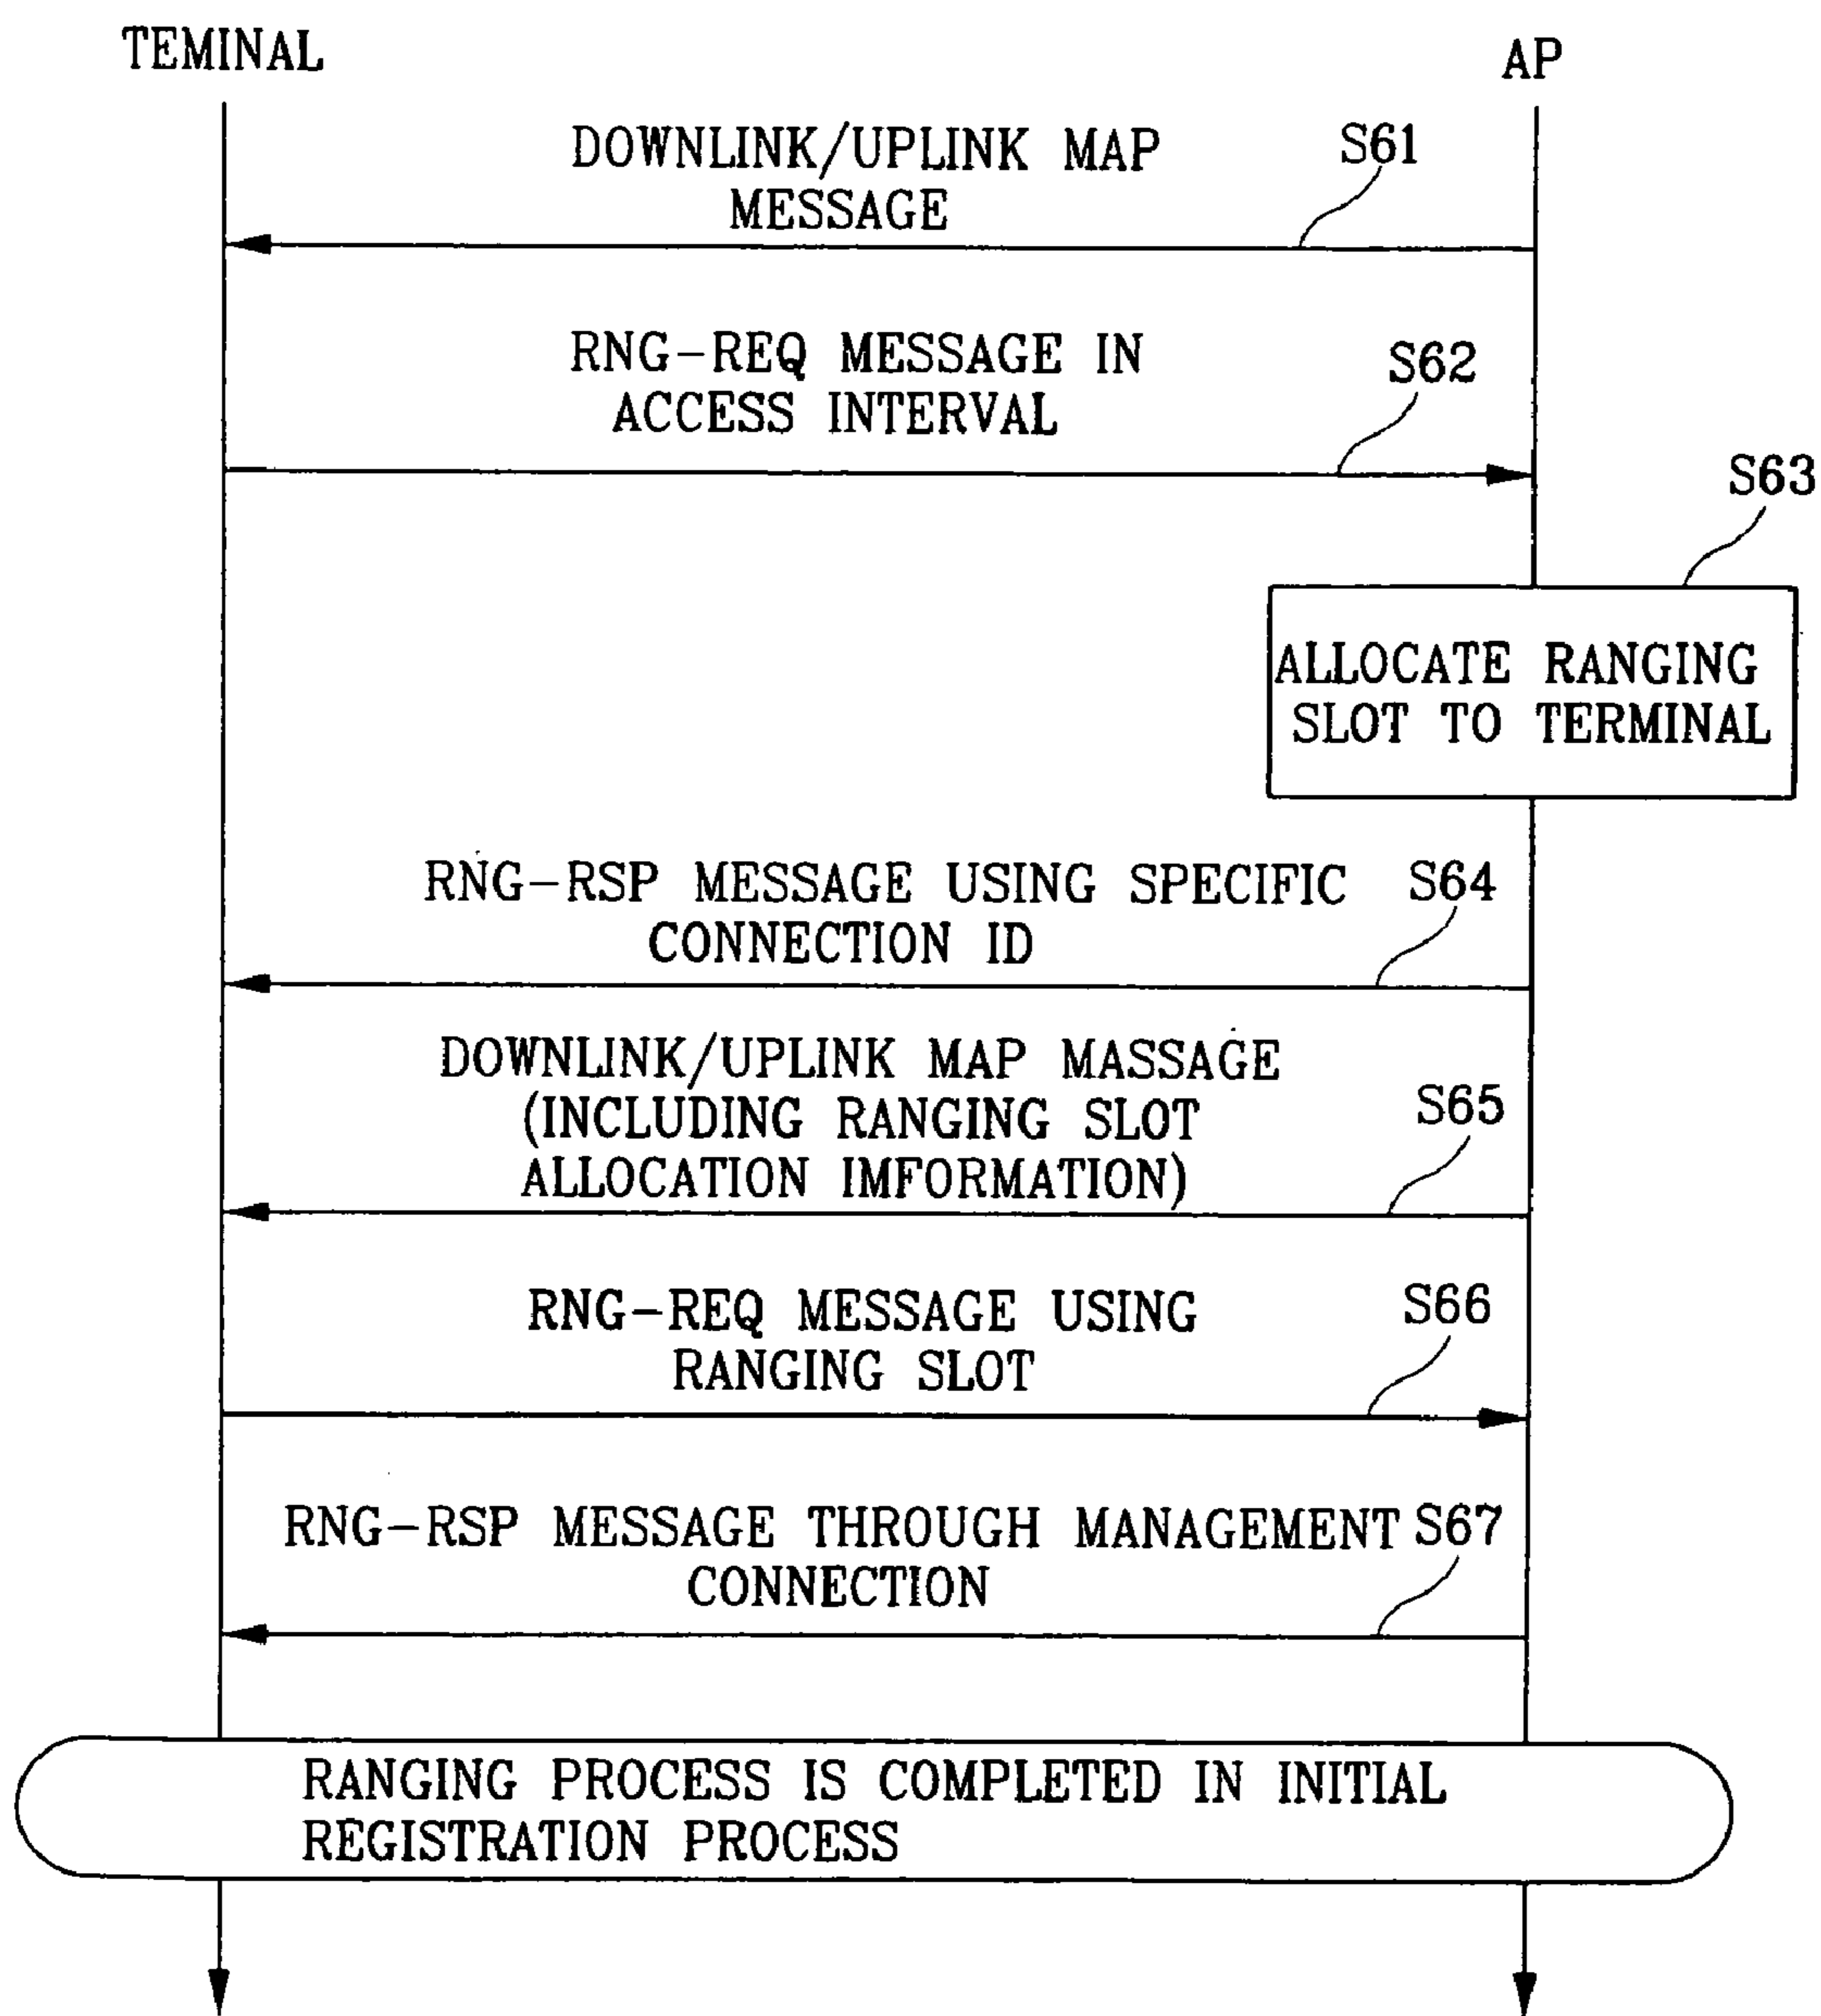 TEMINAL
AP
DOWNLINK/UPLINK MAP
MESSAGE
S61
RNG-REQ MESSAGE IN
ACCESS INTERVAL
S62
S63
ALLOCATE RANGING
SLOT TO TERMINAL
RNG-RSP MESSAGE USING SPECIFIC
CONNECTION ID
S64
DOWNLINK/UPLINK MAP MASSAGE
(INCLUDING RANGING SLOT
ALLOCATION IMFORMATION)
S65
RNG-REQ MESSAGE USING
RANGING SLOT
S66
RNG-RSP MESSAGE THROUGH MANAGEMENT
CONNECTION
S67
RANGING PROCESS IS COMPLETED IN INITIAL
REGISTRATION PROCESS